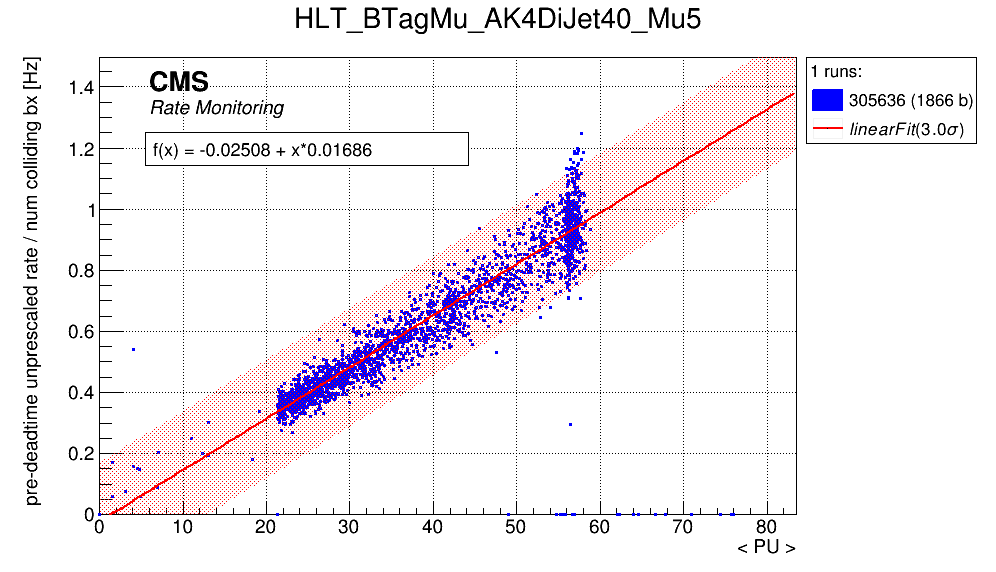 HLT_BTagMu_AK4DiJet40_Mu5
pre-deadtime unprescaled rate / num colliding bx [Hz]
CMS
Rate Monitoring
f(x) = -0.02508 + x*0.01686
1 runs:
305636 (1866 b)
linearFit(3.0σ)
1.4
1.2
1
0.8
0.6
0.4
0.2
0
0 10 20 30 40 50 60 70 80
< PU >